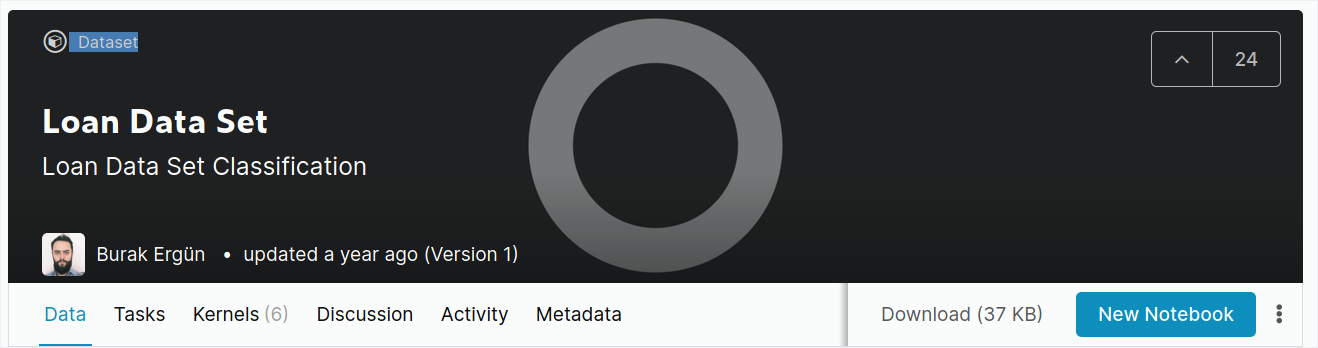 Dataset
24
Loan Data Set
Loan Data Set Classification
Burak Ergün • updated a year ago (Version 1)
Data Tasks Kernels (6) Discussion Activity Metadata Download (37 KB) New Notebook